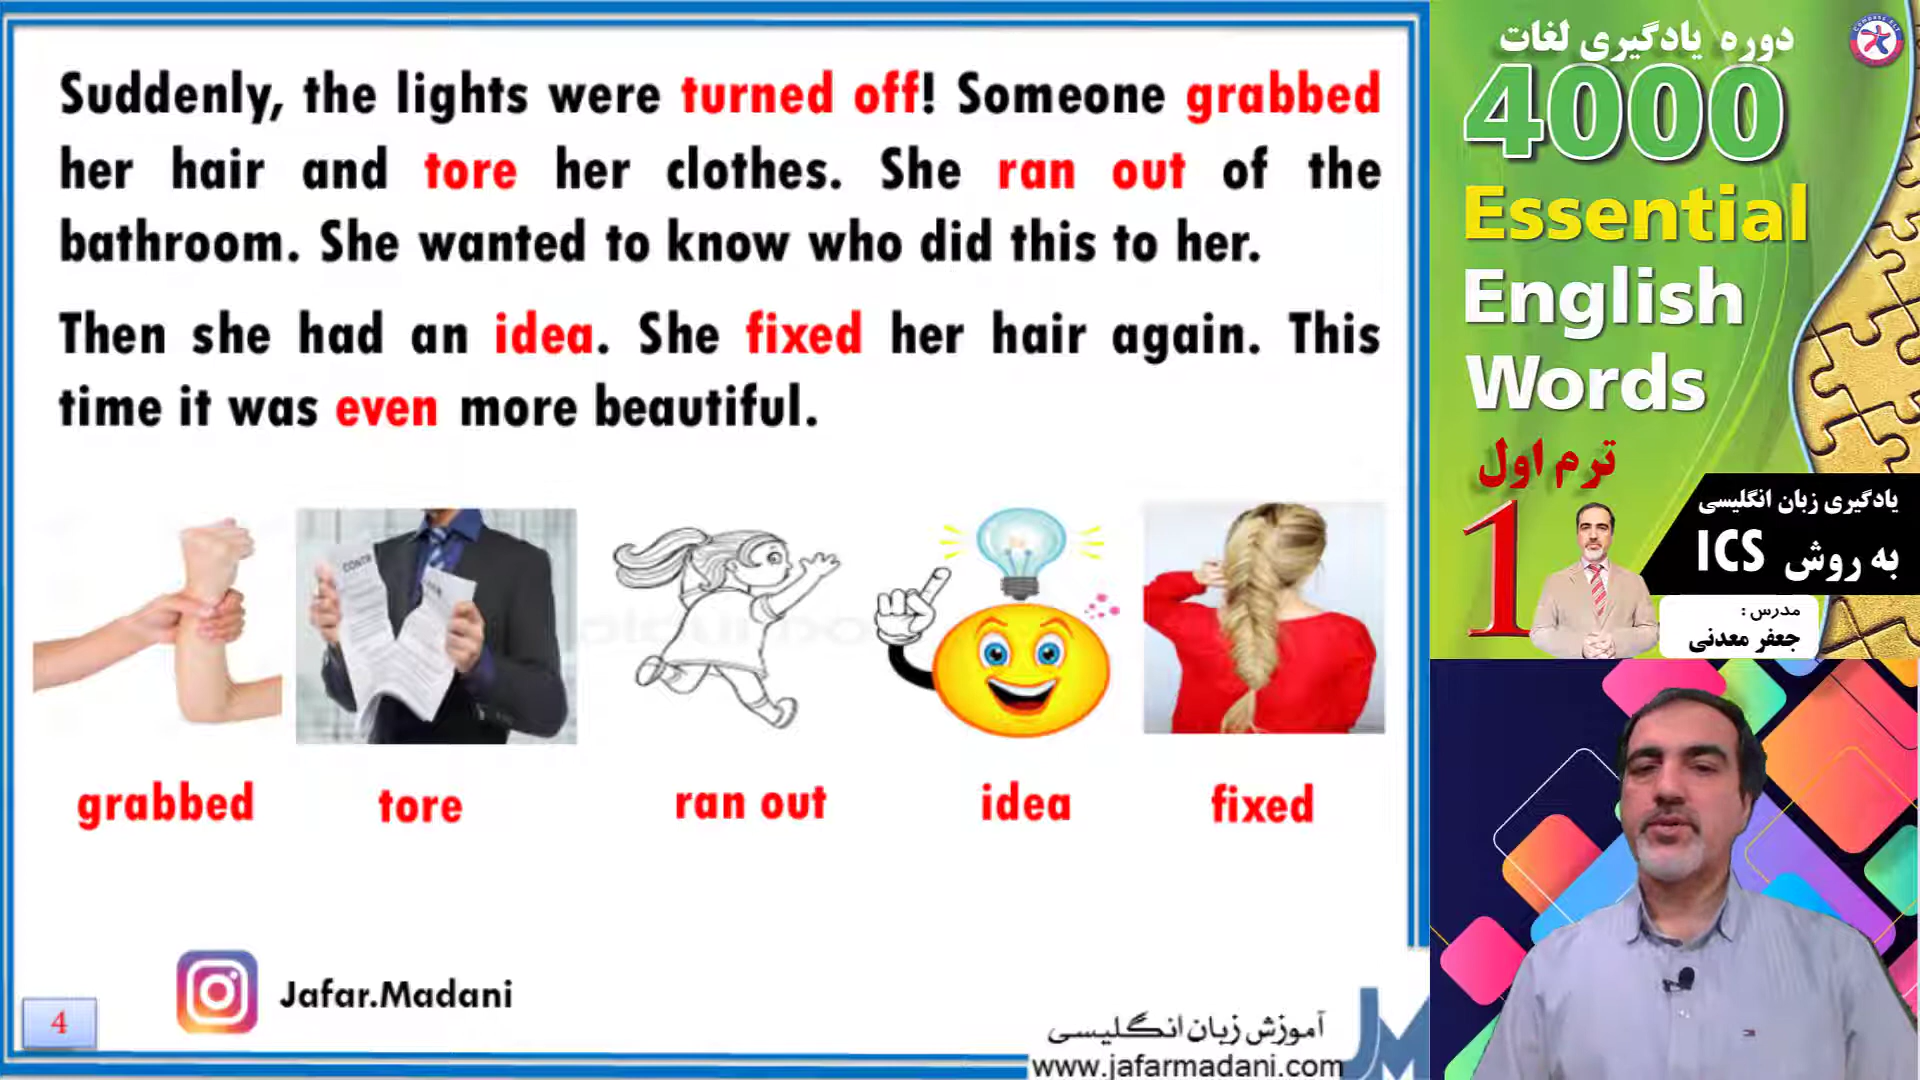 Suddenly, the lights were turned off! Someone grabbed
her hair and tore her clothes. She ran out of the
bathroom. She wanted to know who did this to her.
Then she had an idea. She fixed her hair again. This
time it was even more beautiful.
grabbed
tore
ran out
idea
fixed
Jafar.Madani
4
آموزش زبان انگلیسی
www.jafarmadani.com
JM
دوره یادگیری لغات
4000
Essential
English
Words
ترم اول
1
یادگیری زبان انگلیسی
به روش ICS
مدرس :
جعفر معدنی